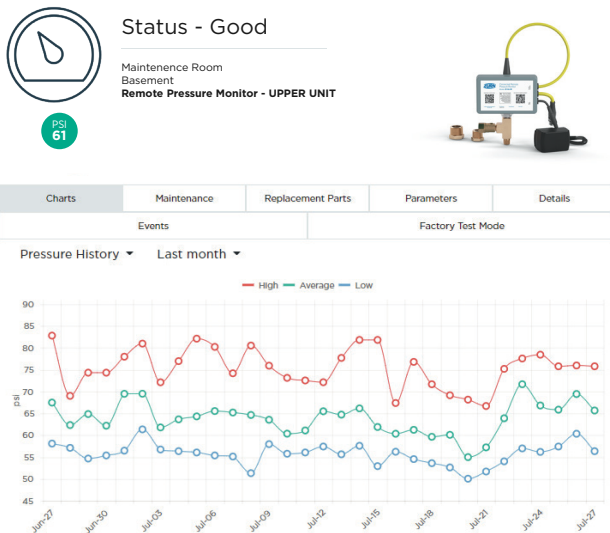 Status - Good
Maintenence Room
Basement
Remote Pressure Monitor - UPPER UNIT
PSI
61
Charts Maintenance Replacement Parts Parameters Details
Events Factory Test Mode
Pressure History Last month
High Average Low
90
85
80
75
70
65
60
55
50
45
psi
Jun-27 Jun-30 Jul-03 Jul-06 Jul-09 Jul-12 Jul-15 Jul-18 Jul-21 Jul-24 Jul-27